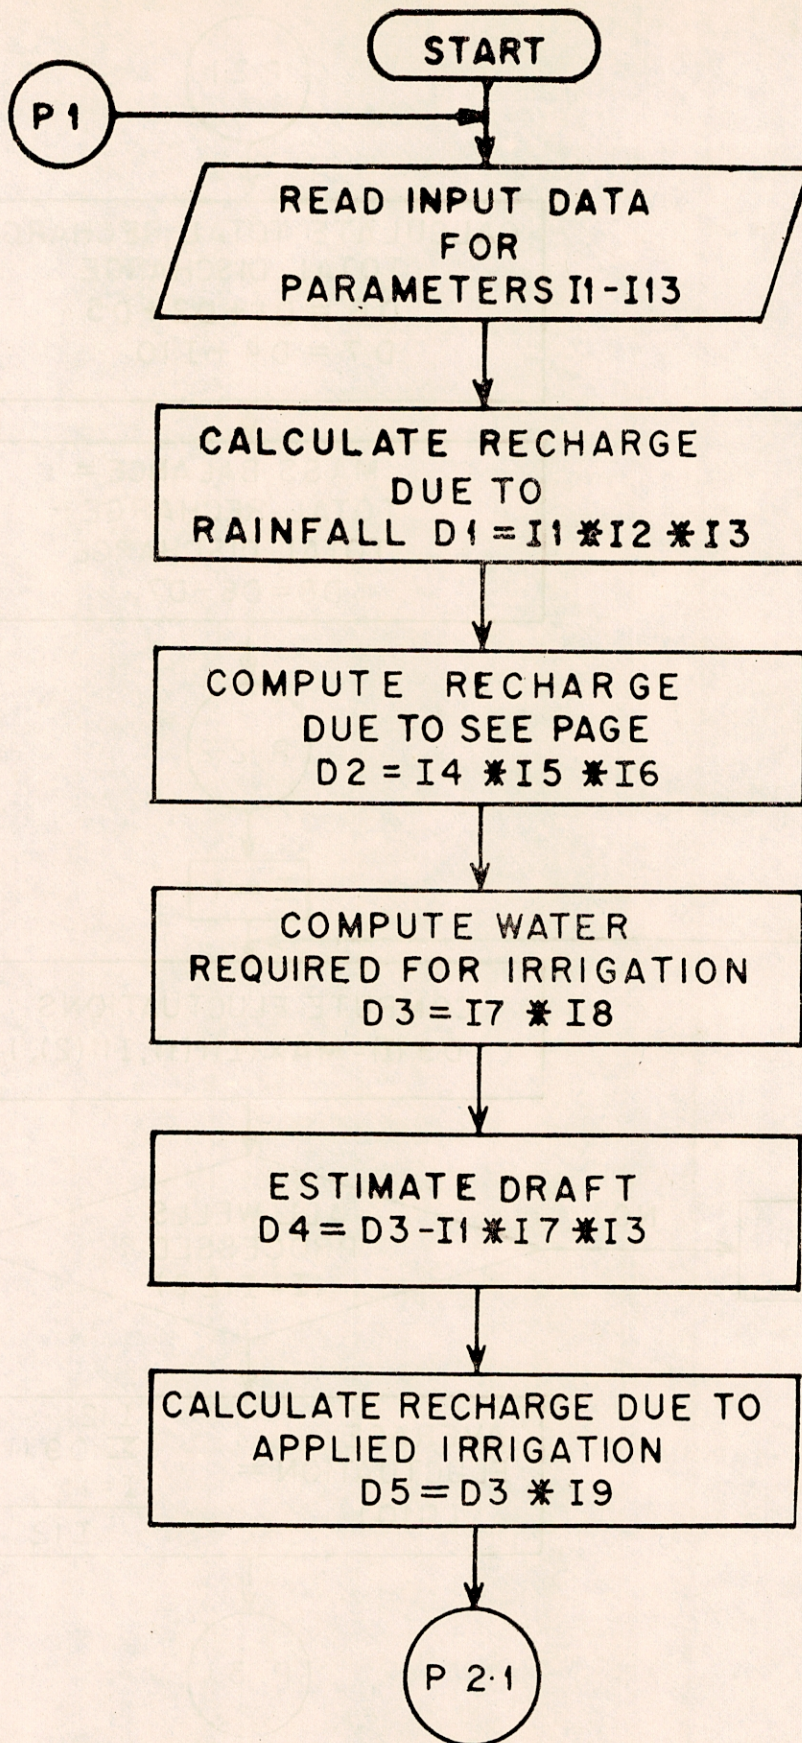 START
P 1
READ INPUT DATA
FOR
PARAMETERS I1-I13
CALCULATE RECHARGE
DUE TO
RAINFALL D1 = I1 * I2 * I3
COMPUTE RECHARGE
DUE TO SEE PAGE
D2 = I4 * I5 * I6
COMPUTE WATER
REQUIRED FOR IRRIGATION
D3 = I7 * I8
ESTIMATE DRAFT
D4 = D3-I1 * I7 * I3
CALCULATE RECHARGE DUE TO
APPLIED IRRIGATION
D5 = D3 * I9
P 2·1